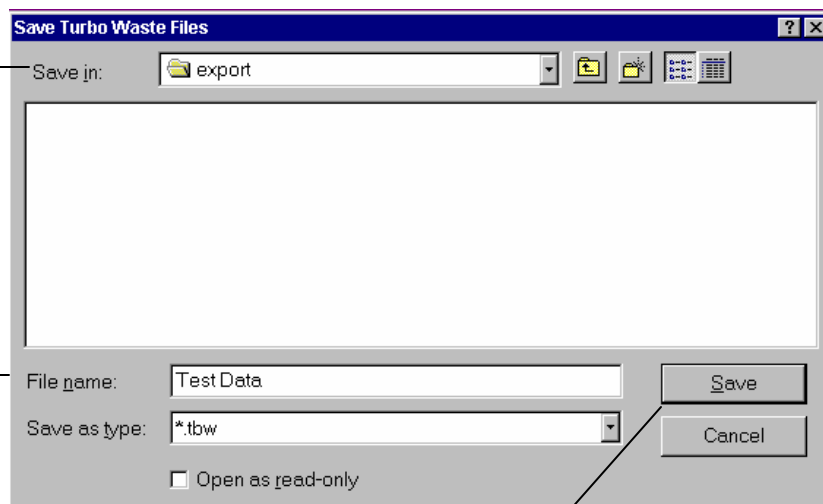 Save Turbo Waste Files
Save in: export
File name: Test Data
Save
Save as type: *.tbw
Cancel
Open as read-only